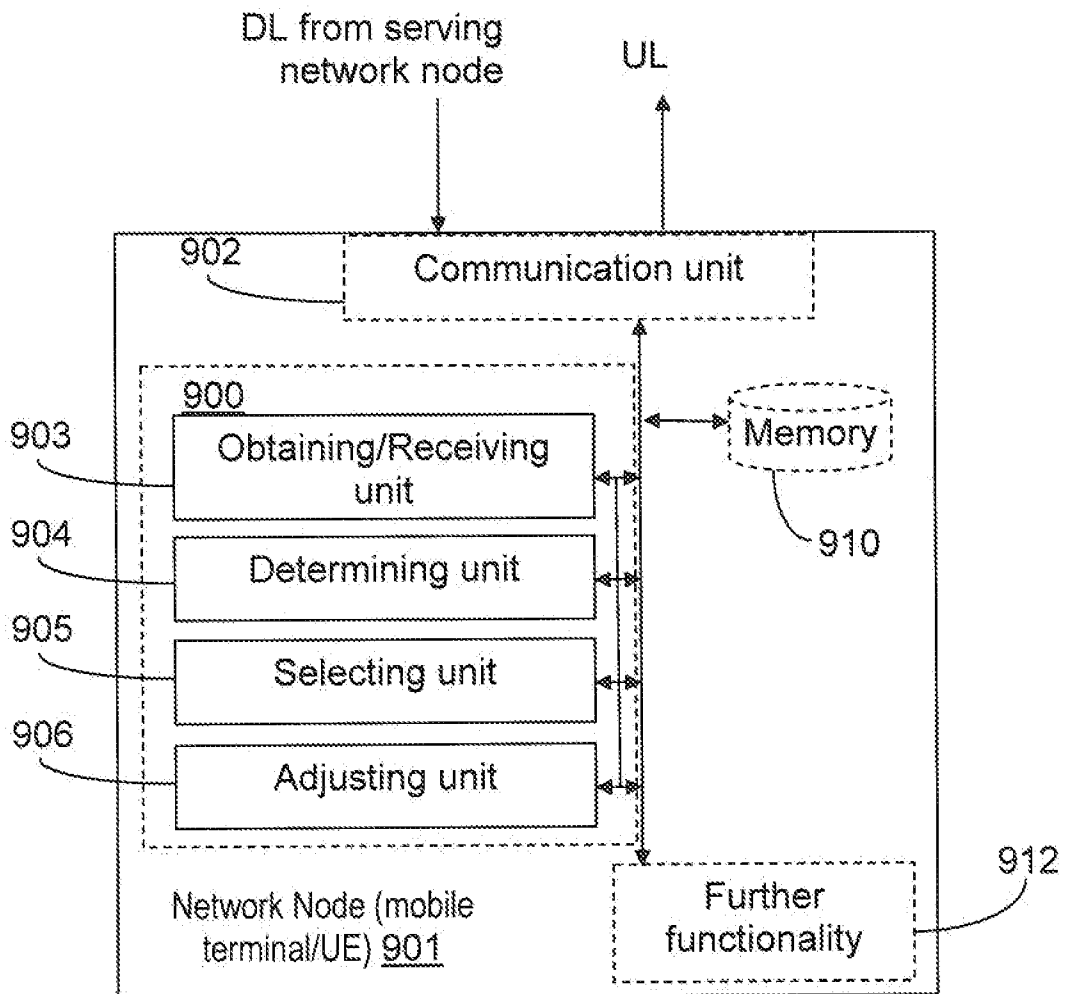 DL from serving
network node
UL
902
Communication unit
900
903
Obtaining/Receiving
unit
Memory
910
904
Determining unit
905
Selecting unit
906
Adjusting unit
912
Further
functionality
Network Node (mobile
terminal/UE) 901